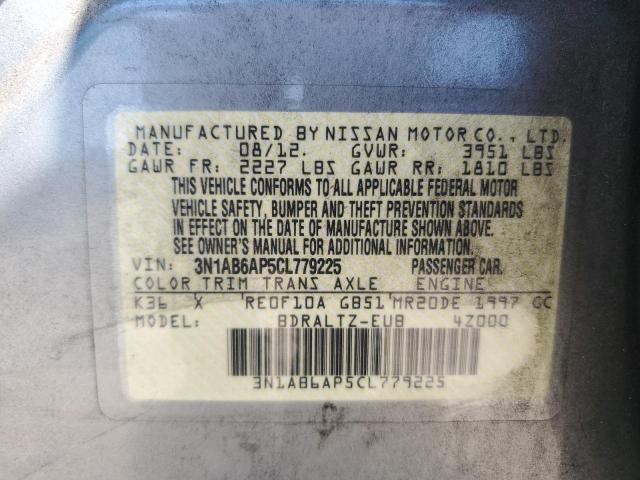 MANUFACTURED BY NISSAN MOTOR CO., LTD.
DATE: 08/12. GVWR: 3951 LBS
GAWR FR: 2227 LBS GAWR RR: 1810 LBS
THIS VEHICLE CONFORMS TO ALL APPLICABLE FEDERAL MOTOR
VEHICLE SAFETY, BUMPER AND THEFT PREVENTION STANDARDS
IN EFFECT ON THE DATE OF MANUFACTURE SHOWN ABOVE.
SEE OWNER'S MANUAL FOR ADDITIONAL INFORMATION.
VIN: 3N1AB6AP5CL779225 PASSENGER CAR.
COLOR TRIM TRANS AXLE ENGINE
K36 X RE0F10A GB51 MR20DE 1997 CC
MODEL: BDRALTZ-EUB 4Z000
3N1AB6AP5CL779225